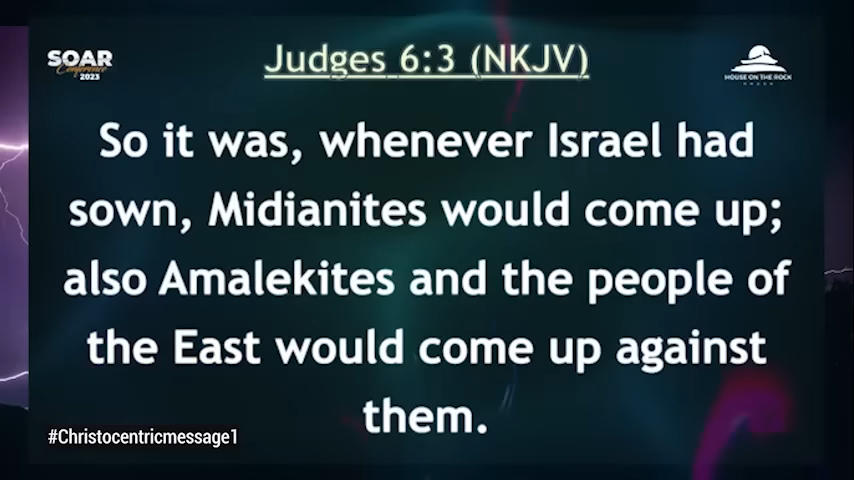 SOAR
Conference
2023
Judges 6:3 (NKJV)
HOUSE ON THE ROCK
So it was, whenever Israel had
sown, Midianites would come up;
also Amalekites and the people of
the East would come up against
them.
#Christocentricmessage1